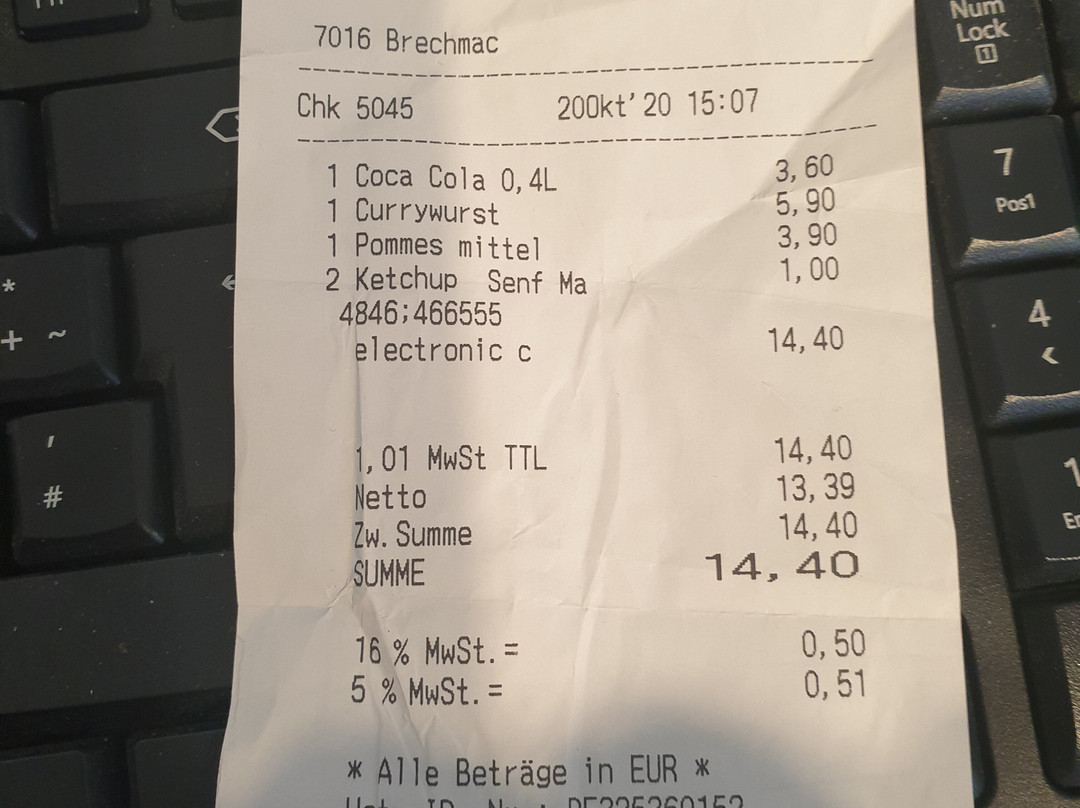 7016 Brechmac
Chk 5045 20Okt'20 15:07
1 Coca Cola 0,4L 3,60
1 Currywurst 5,90
1 Pommes mittel 3,90
2 Ketchup Senf Ma 1,00
4846;466555
electronic c 14,40
1,01 MwSt TTL 14,40
Netto 13,39
Zw. Summe 14,40
SUMME 14,40
16 % MwSt.= 0,50
5 % MwSt.= 0,51
* Alle Beträge in EUR *
Num
Lock
1
7
Pos1
4
<
1
*
+ ~
'
#